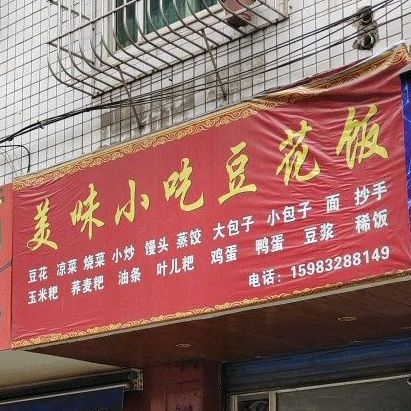 美味小吃豆花饭
豆花 凉菜 烧菜 小炒 馒头 蒸饺 大包子 小包子 面 抄手
玉米粑 荞麦粑 油条 叶儿粑 鸡蛋 鸭蛋 豆浆 稀饭
电话：15983288149